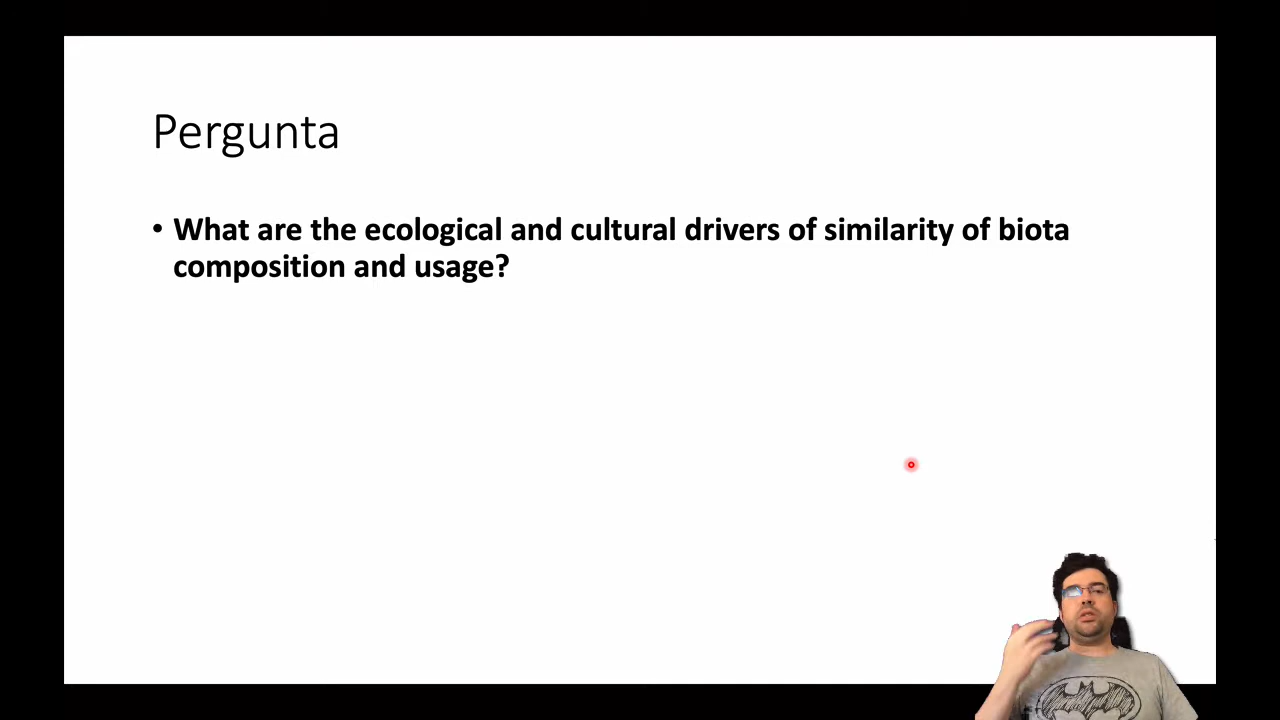 Pergunta
• What are the ecological and cultural drivers of similarity of biota
composition and usage?